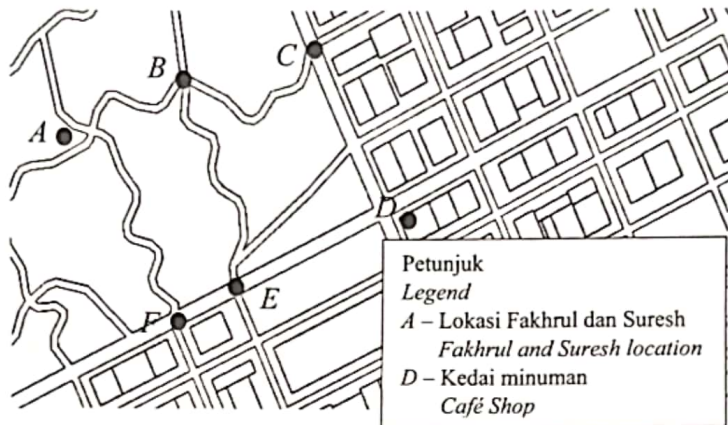 C
B
A
D
E
F
Petunjuk
Legend
A – Lokasi Fakhrul dan Suresh
Fakhrul and Suresh location
D – Kedai minuman
Café Shop